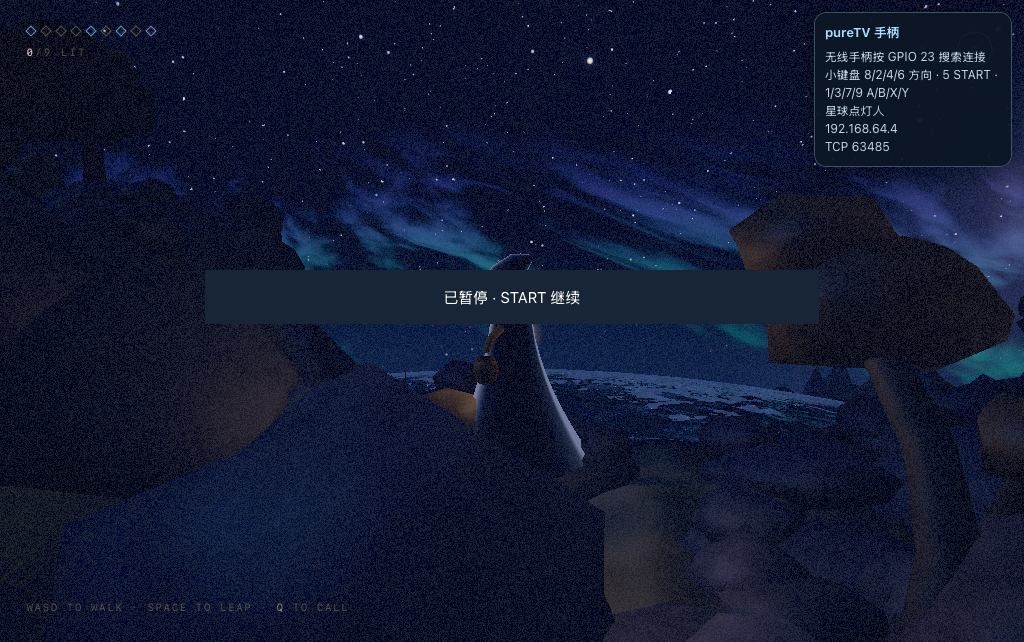 0/9 LIT
pureTV 手柄
无线手柄按 GPIO 23 搜索连接
小键盘 8/2/4/6 方向 · 5 START ·
1/3/7/9 A/B/X/Y
星球点灯人
192.168.64.4
TCP 63485
已暂停 · START 继续
WASD TO WALK · SPACE TO LEAP · Q TO CALL